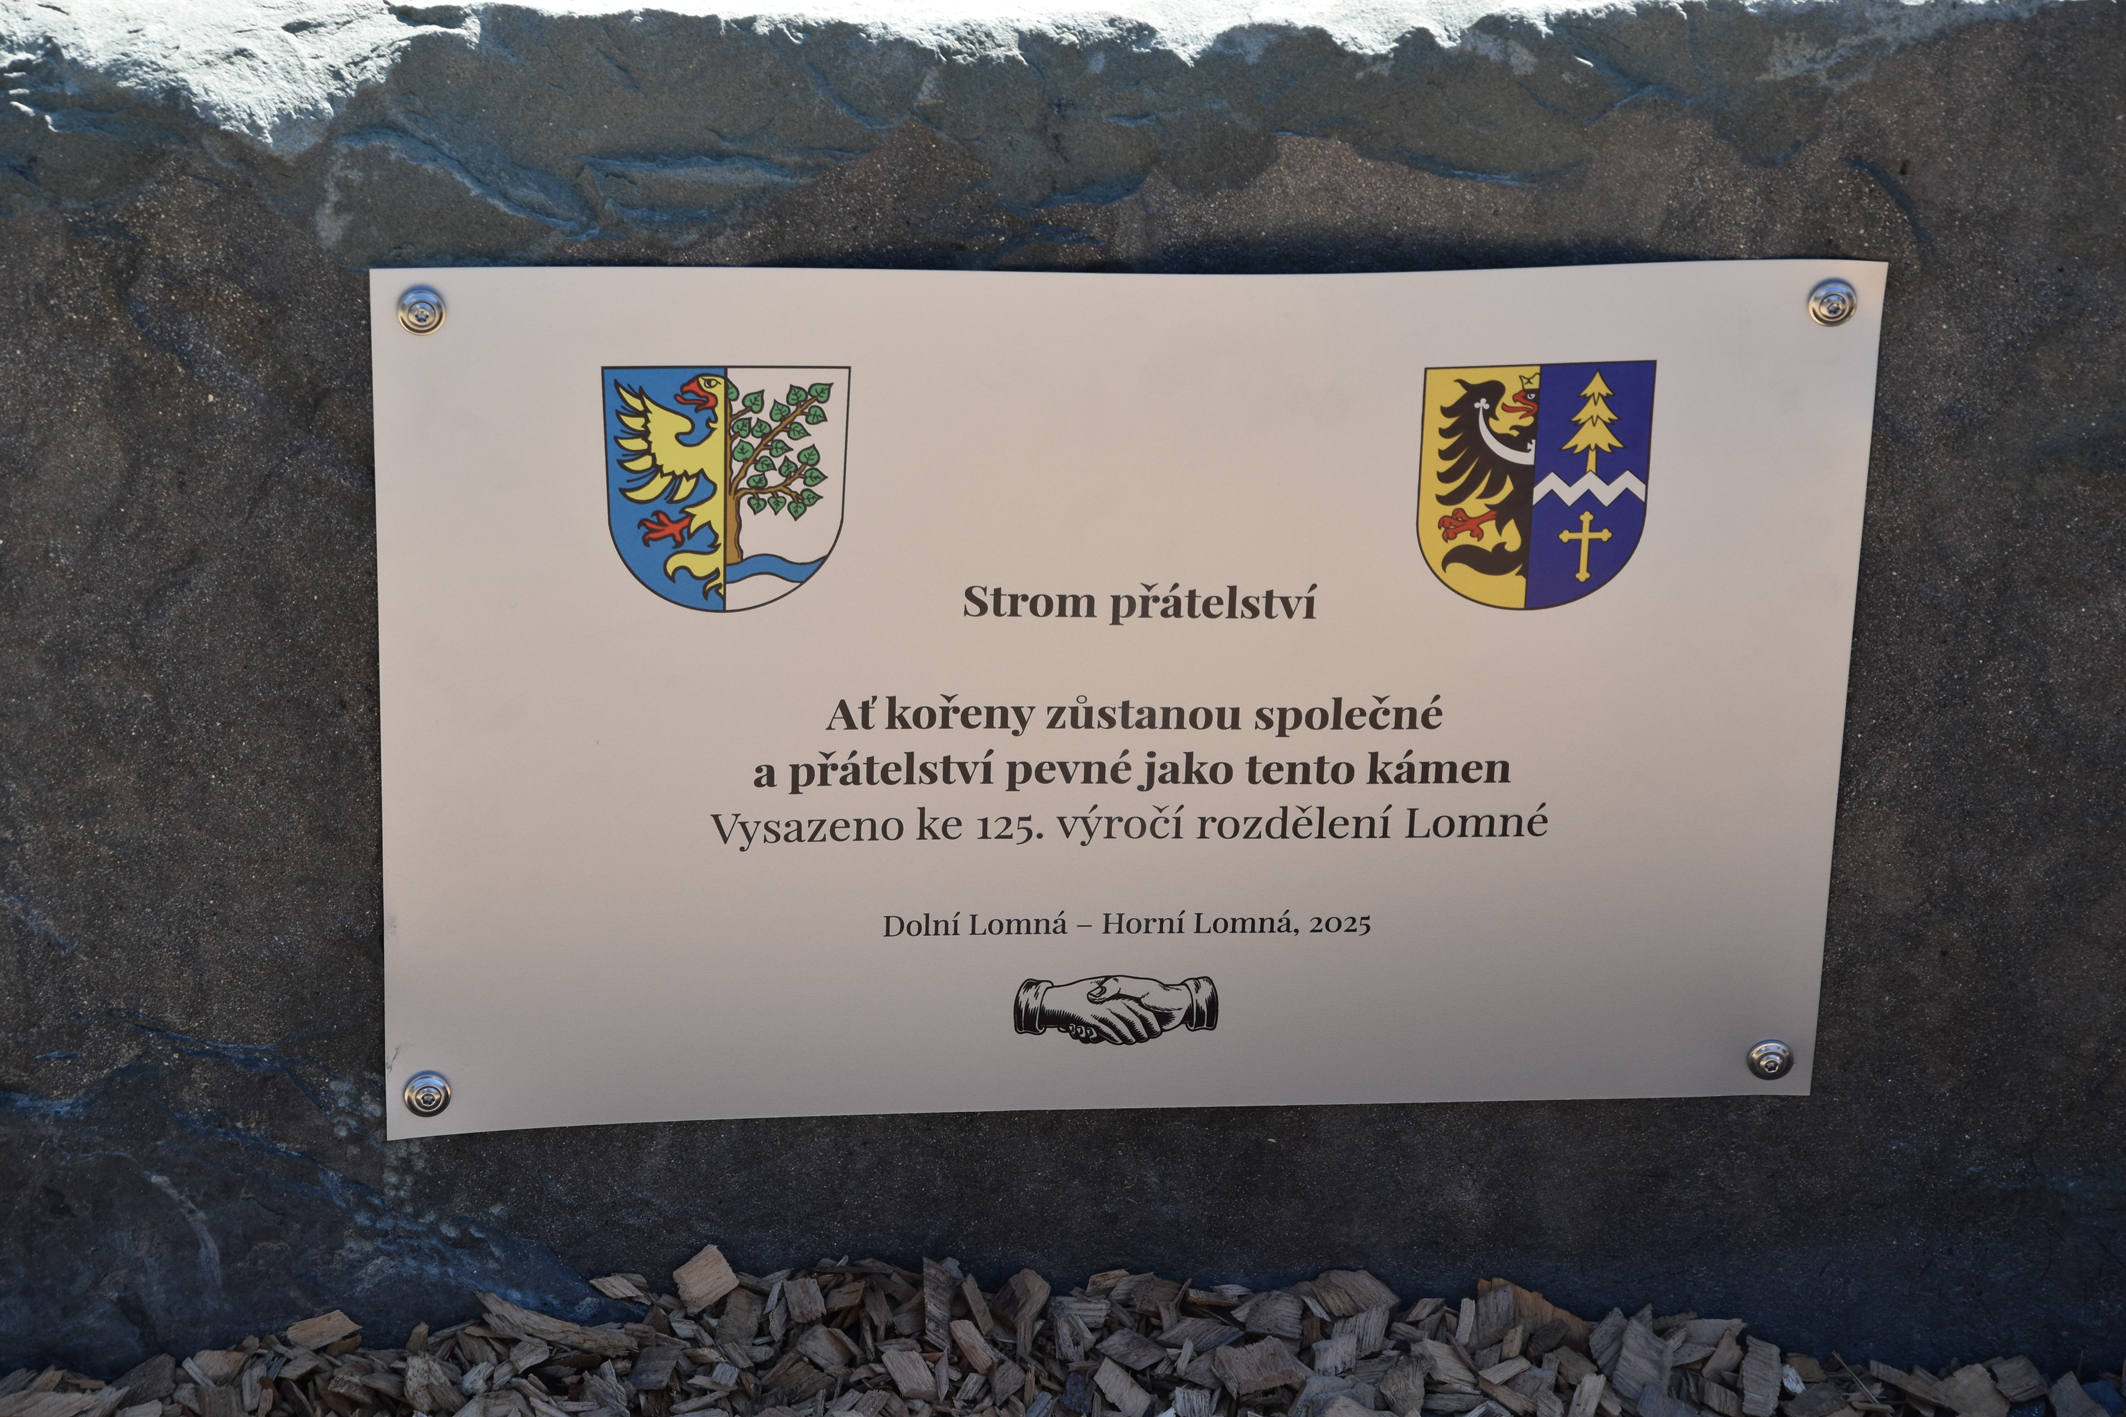 Strom přátelství
Ať kořeny zůstanou společné
a přátelství pevné jako tento kámen
Vysazeno ke 125. výročí rozdělení Lomné
Dolní Lomná – Horní Lomná, 2025